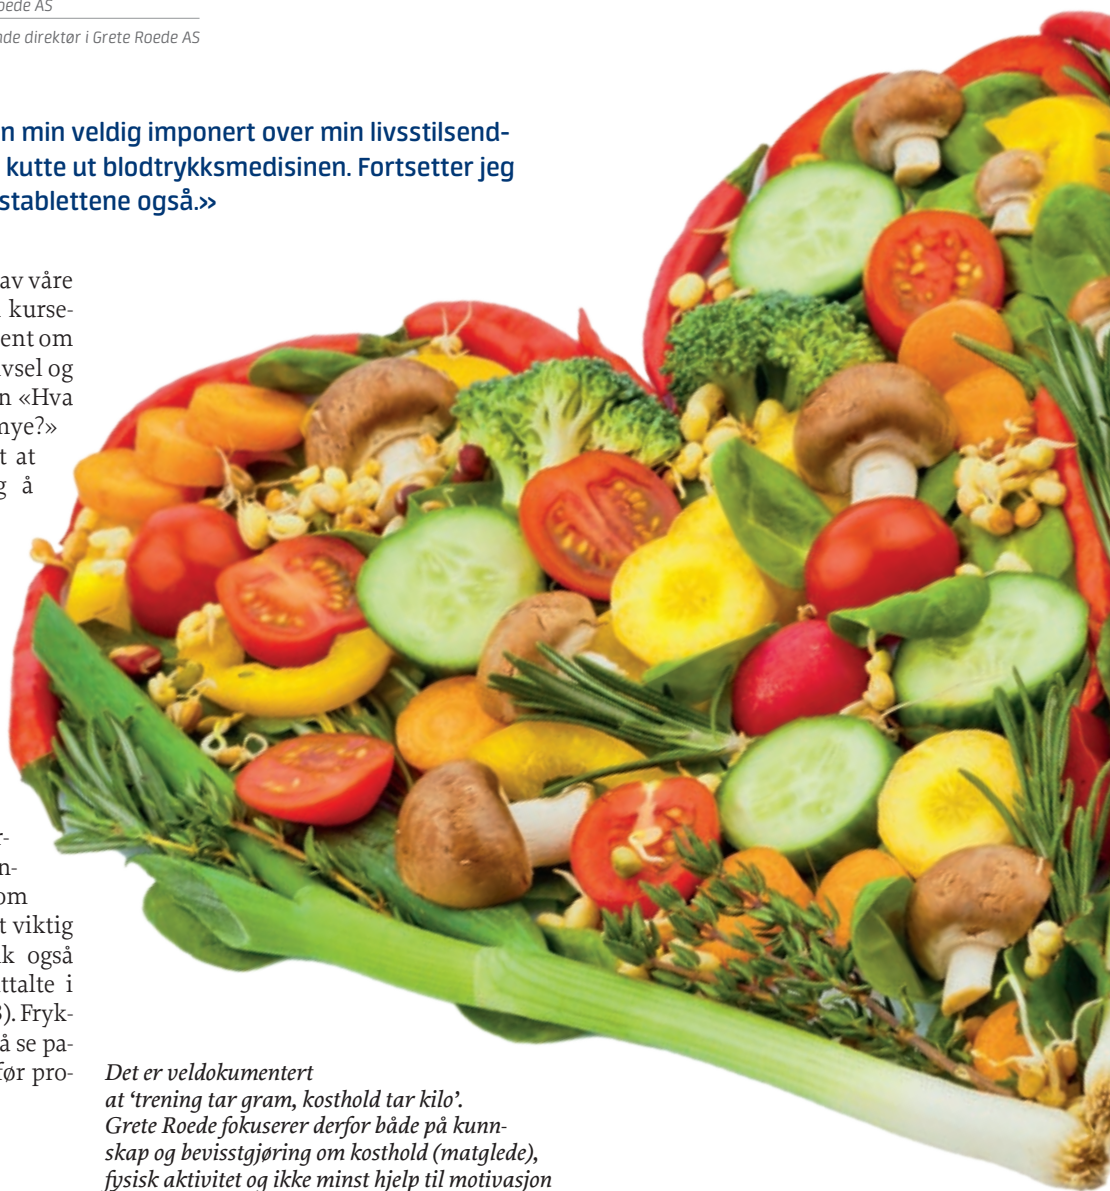 oede AS
nde direktør i Grete Roede AS
n min veldig imponert over min livsstilsend-
kutte ut blodtrykksmedisinen. Fortsetter jeg
stablettene også.»
av våre
kurse-
ent om
vsel og
n «Hva
mye?»
t at
g å
r-
n-
om
t viktig
k også
ttalte i
). Fryk-
å se pa-
før pro-
Det er veldokumentert
at ‘trening tar gram, kosthold tar kilo’.
Grete Roede fokuserer derfor både på kunn-
skap og bevisstgjøring om kosthold (matglede),
fysisk aktivitet og ikke minst hjelp til motivasjon